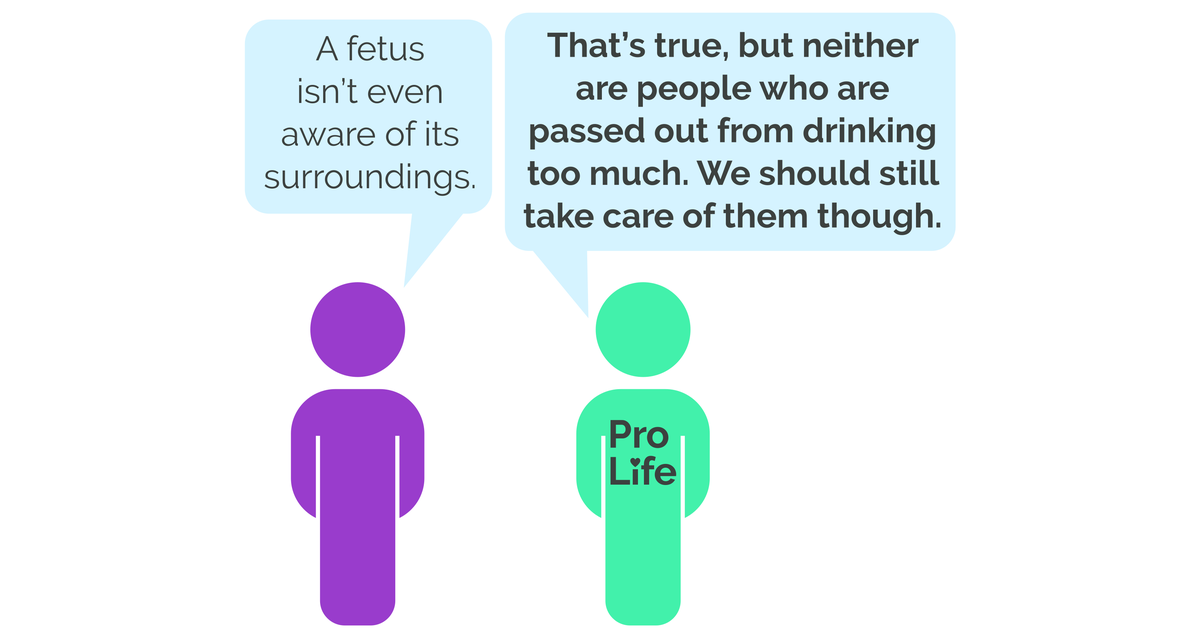 A fetus
isn’t even
aware of its
surroundings.
That’s true, but neither
are people who are
passed out from drinking
too much. We should still
take care of them though.
Pro
Life